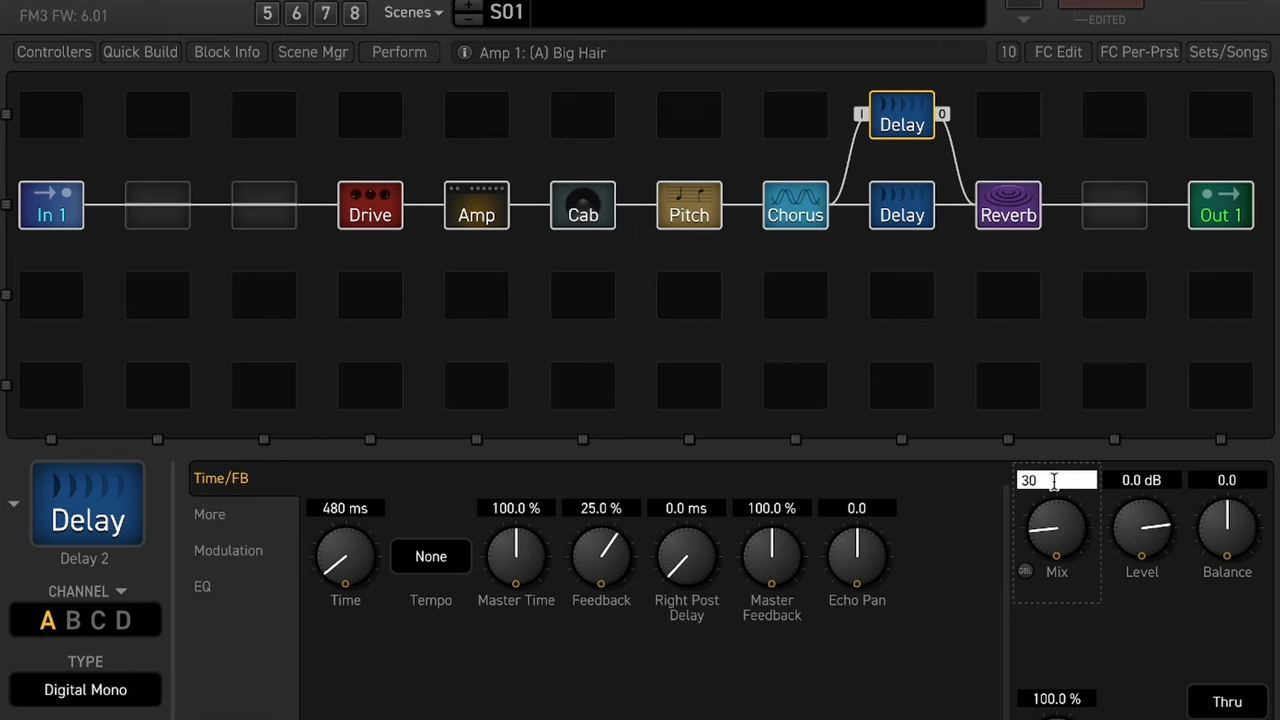 FM3 FW: 6.01
5 6 7 8
Scenes
S01
EDITED
Controllers
Quick Build
Block Info
Scene Mgr
Perform
Amp 1: (A) Big Hair
10
FC Edit
FC Per-Prst
Sets/Songs
I
Delay
O
In 1
Drive
Amp
Cab
Pitch
Chorus
Delay
Reverb
Out 1
Delay
Delay 2
CHANNEL
A B C D
TYPE
Digital Mono
Time/FB
More
Modulation
EQ
480 ms
100.0 %
25.0 %
0.0 ms
100.0 %
0.0
None
Time
Tempo
Master Time
Feedback
Right Post
Delay
Master
Feedback
Echo Pan
30
0.0 dB
0.0
GBL
Mix
Level
Balance
100.0 %
Thru